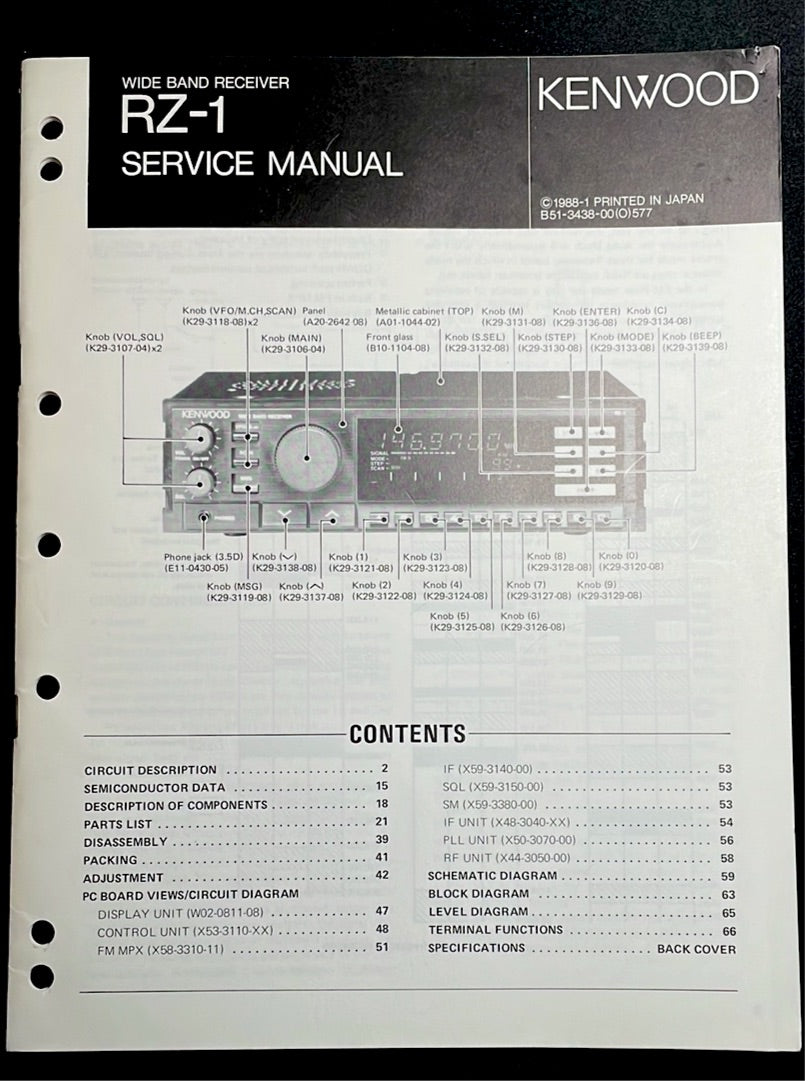 WIDE BAND RECEIVER
RZ-1
SERVICE MANUAL
KENWOOD
©1988-1 PRINTED IN JAPAN
B51-3438-00(O)577
Knob (VFO/M.CH,SCAN)
(K29-3118-08)x2
Panel
(A20-2642-08)
Metallic cabinet (TOP)
(A01-1044-02)
Knob (M)
(K29-3131-08)
Knob (ENTER)
(K29-3136-08)
Knob (C)
(K29-3134-08)
Knob (VOL,SQL)
(K29-3107-04)x2
Knob (MAIN)
(K29-3106-04)
Front glass
(B10-1104-08)
Knob (S.SEL)
(K29-3132-08)
Knob (STEP)
(K29-3130-08)
Knob (MODE)
(K29-3133-08)
Knob (BEEP)
(K29-3139-08)
KENWOOD
WIDE BAND RECEIVER
146.970.0
SIGNAL
MODE
STEP
SCAN
Phone jack (3.5D)
(E11-0430-05)
Knob (﹀)
(K29-3138-08)
Knob (1)
(K29-3121-08)
Knob (3)
(K29-3123-08)
Knob (8)
(K29-3128-08)
Knob (0)
(K29-3120-08)
Knob (MSG)
(K29-3119-08)
Knob (︿)
(K29-3137-08)
Knob (2)
(K29-3122-08)
Knob (4)
(K29-3124-08)
Knob (7)
(K29-3127-08)
Knob (9)
(K29-3129-08)
Knob (5)
(K29-3125-08)
Knob (6)
(K29-3126-08)
CONTENTS
CIRCUIT DESCRIPTION .................... 2
SEMICONDUCTOR DATA .................... 15
DESCRIPTION OF COMPONENTS .............. 18
PARTS LIST .............................. 21
DISASSEMBLY ............................ 39
PACKING ................................ 41
ADJUSTMENT ............................. 42
PC BOARD VIEWS/CIRCUIT DIAGRAM
DISPLAY UNIT (W02-0811-08) ............. 47
CONTROL UNIT (X53-3110-XX) ............. 48
FM MPX (X58-3310-11) ................... 51
IF (X59-3140-00) ........................ 53
SQL (X59-3150-00) ...................... 53
SM (X59-3380-00) ....................... 53
IF UNIT (X48-3040-XX) .................. 54
PLL UNIT (X50-3070-00) ................. 56
RF UNIT (X44-3050-00) .................. 58
SCHEMATIC DIAGRAM ...................... 59
BLOCK DIAGRAM .......................... 63
LEVEL DIAGRAM .......................... 65
TERMINAL FUNCTIONS ..................... 66
SPECIFICATIONS ................ BACK COVER